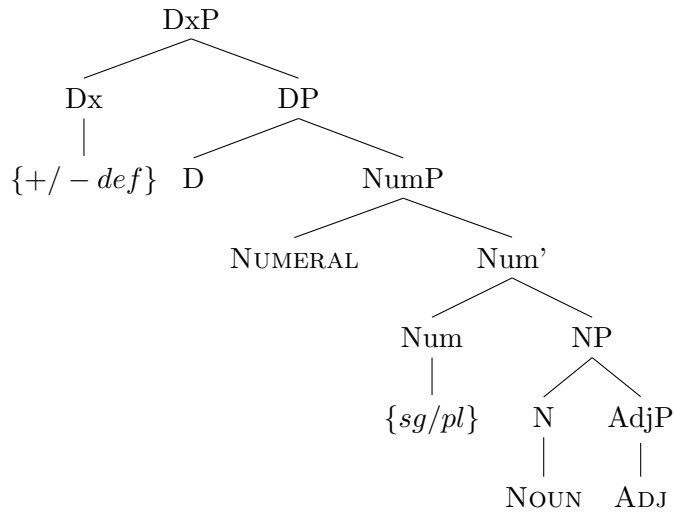 DxP
Dx DP
{+/ − def} D NumP
NUMERAL Num'
Num NP
{sg/pl} N AdjP
NOUN ADJ